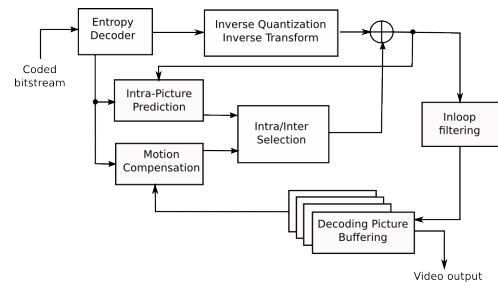 Entropy
Decoder
Inverse Quantization
Inverse Transform
Coded
bitstream
Intra-Picture
Prediction
Intra/Inter
Selection
Inloop
filtering
Motion
Compensation
Decoding Picture
Buffering
Video output